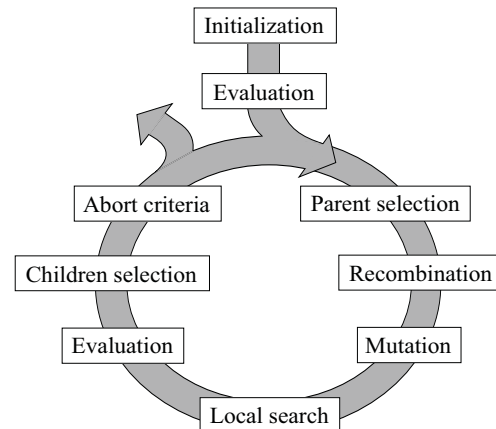 Initialization
Evaluation
Abort criteria
Parent selection
Children selection
Recombination
Evaluation
Mutation
Local search